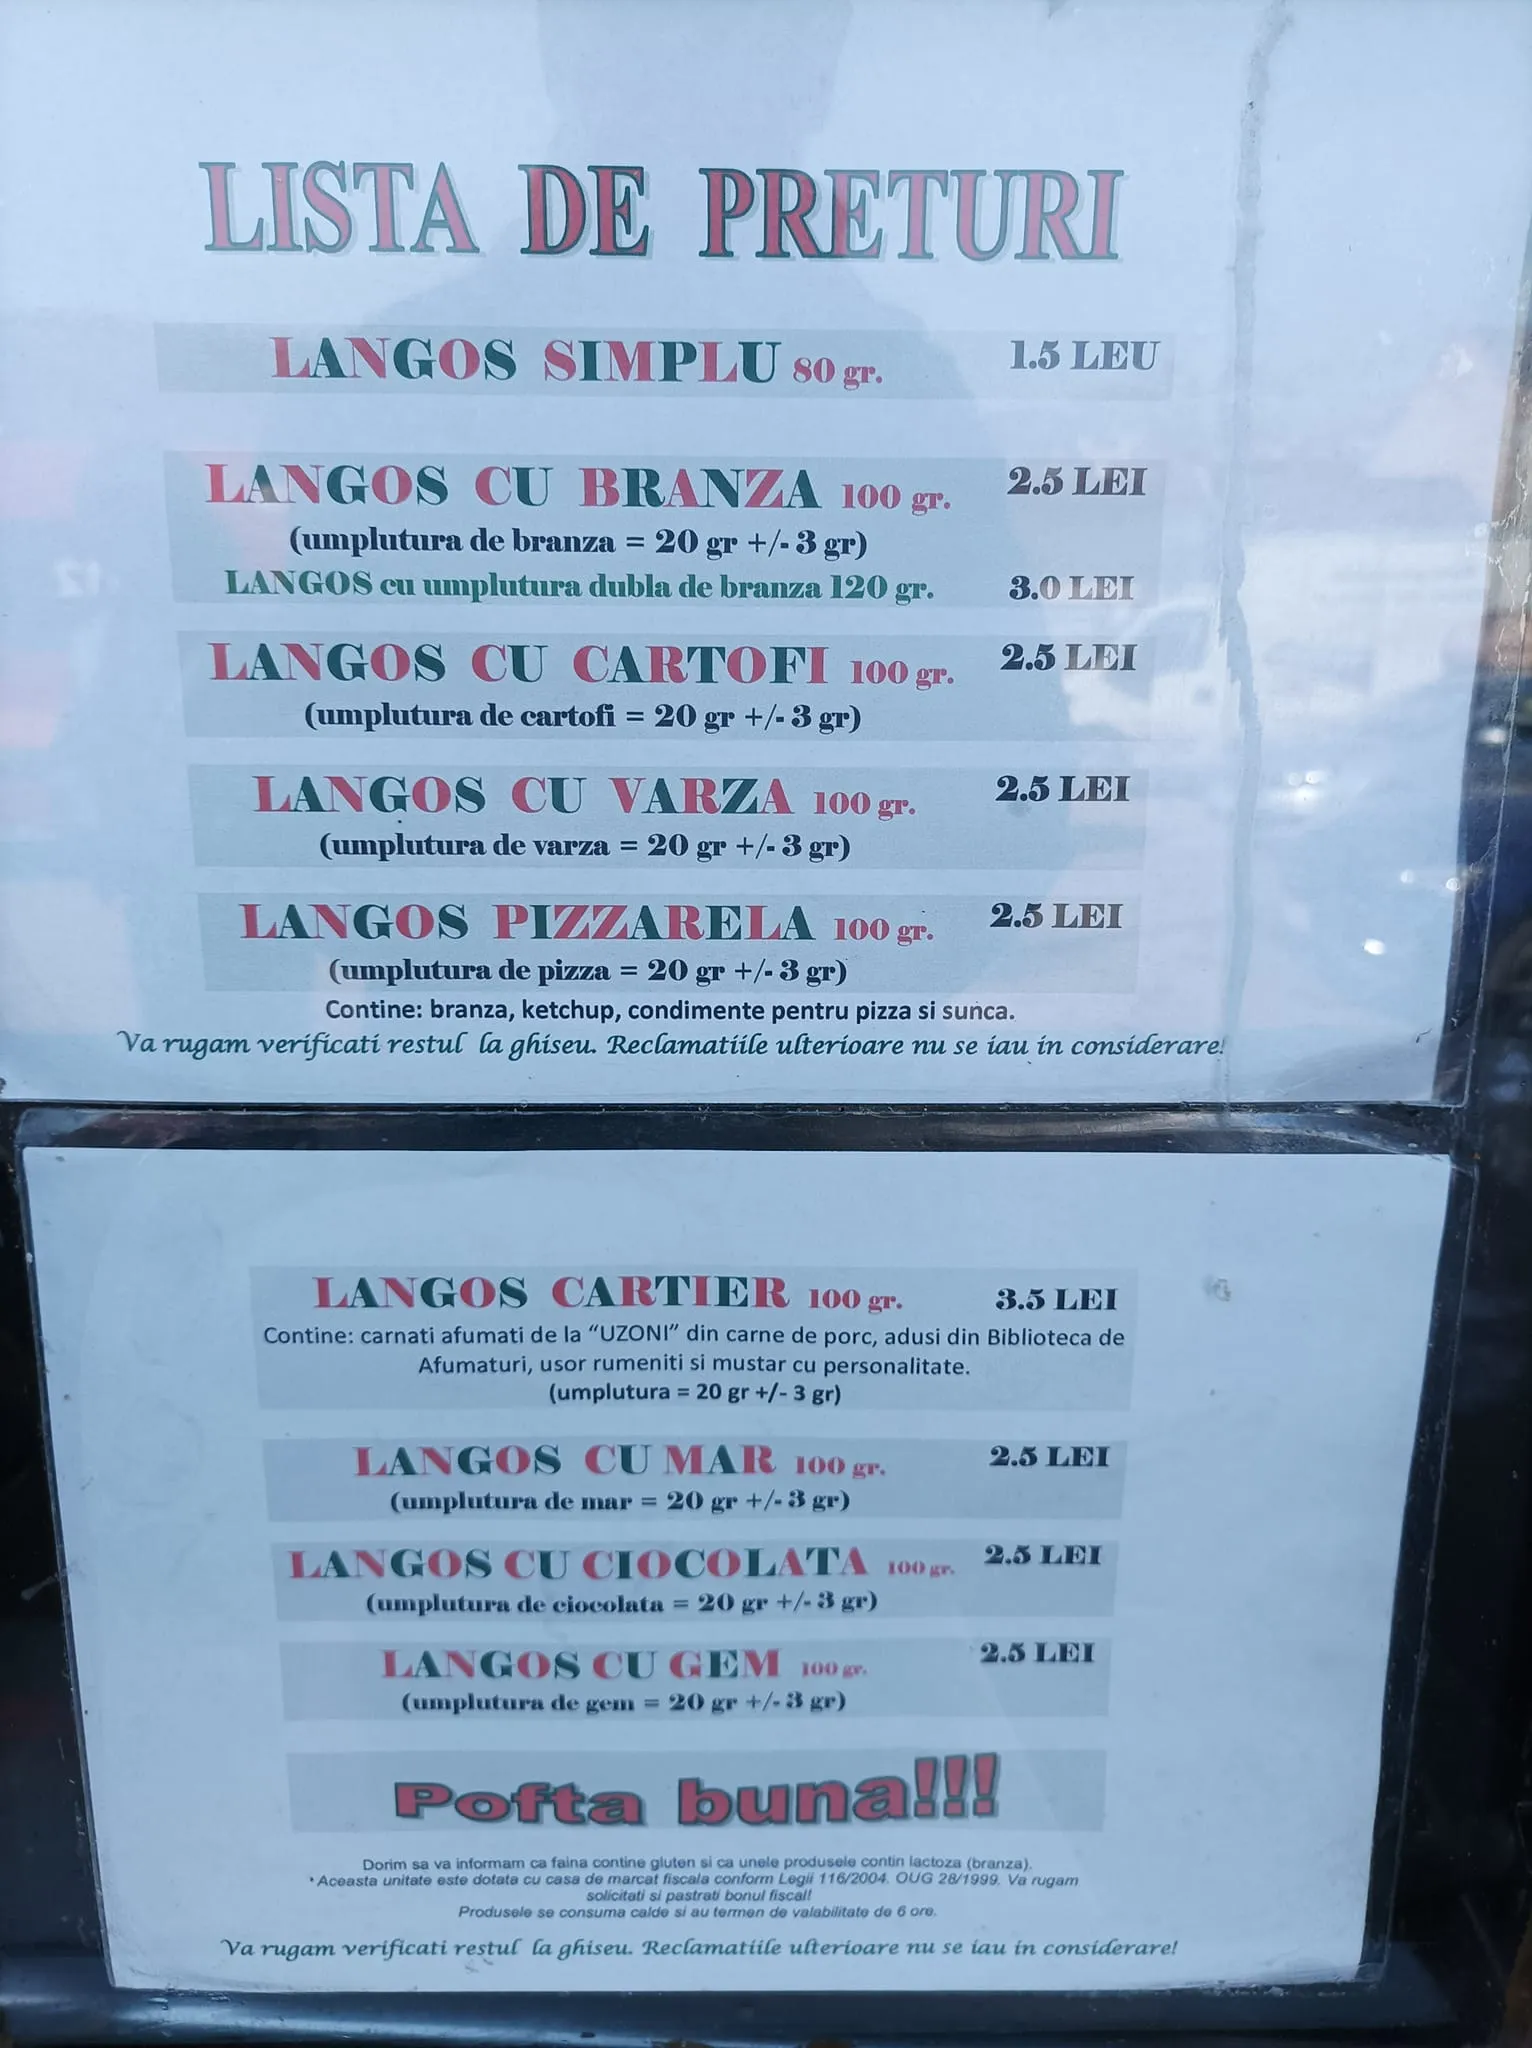 LISTA DE PRETURI
LANGOS SIMPLU 80 gr. 1.5 LEU
LANGOS CU BRANZA 100 gr. 2.5 LEI
(umplutura de branza = 20 gr +/- 3 gr)
LANGOS cu umplutura dubla de branza 120 gr. 3.0 LEI
LANGOS CU CARTOFI 100 gr. 2.5 LEI
(umplutura de cartofi = 20 gr +/- 3 gr)
LANGOS CU VARZA 100 gr. 2.5 LEI
(umplutura de varza = 20 gr +/- 3 gr)
LANGOS PIZZARELA 100 gr. 2.5 LEI
(umplutura de pizza = 20 gr +/- 3 gr)
Contine: branza, ketchup, condimente pentru pizza si sunca.
Va rugam verificati restul la ghiseu. Reclamatiile ulterioare nu se iau in considerare!
LANGOS CARTIER 100 gr. 3.5 LEI
Contine: carnati afumati de la “UZONI” din carne de porc, adusi din Biblioteca de
Afumaturi, usor rumeniti si mustar cu personalitate.
(umplutura = 20 gr +/- 3 gr)
LANGOS CU MAR 100 gr. 2.5 LEI
(umplutura de mar = 20 gr +/- 3 gr)
LANGOS CU CIOCOLATA 100 gr. 2.5 LEI
(umplutura de ciocolata = 20 gr +/- 3 gr)
LANGOS CU GEM 100 gr. 2.5 LEI
(umplutura de gem = 20 gr +/- 3 gr)
Pofta buna!!!
Dorim sa va informam ca faina contine gluten si ca unele produsele contin lactoza (branza).
* Aceasta unitate este dotata cu casa de marcat fiscala conform Legii 116/2004. OUG 28/1999. Va rugam
solicitati si pastrati bonul fiscal!
Produsele se consuma calde si au termen de valabilitate de 6 ore.
Va rugam verificati restul la ghiseu. Reclamatiile ulterioare nu se iau in considerare!